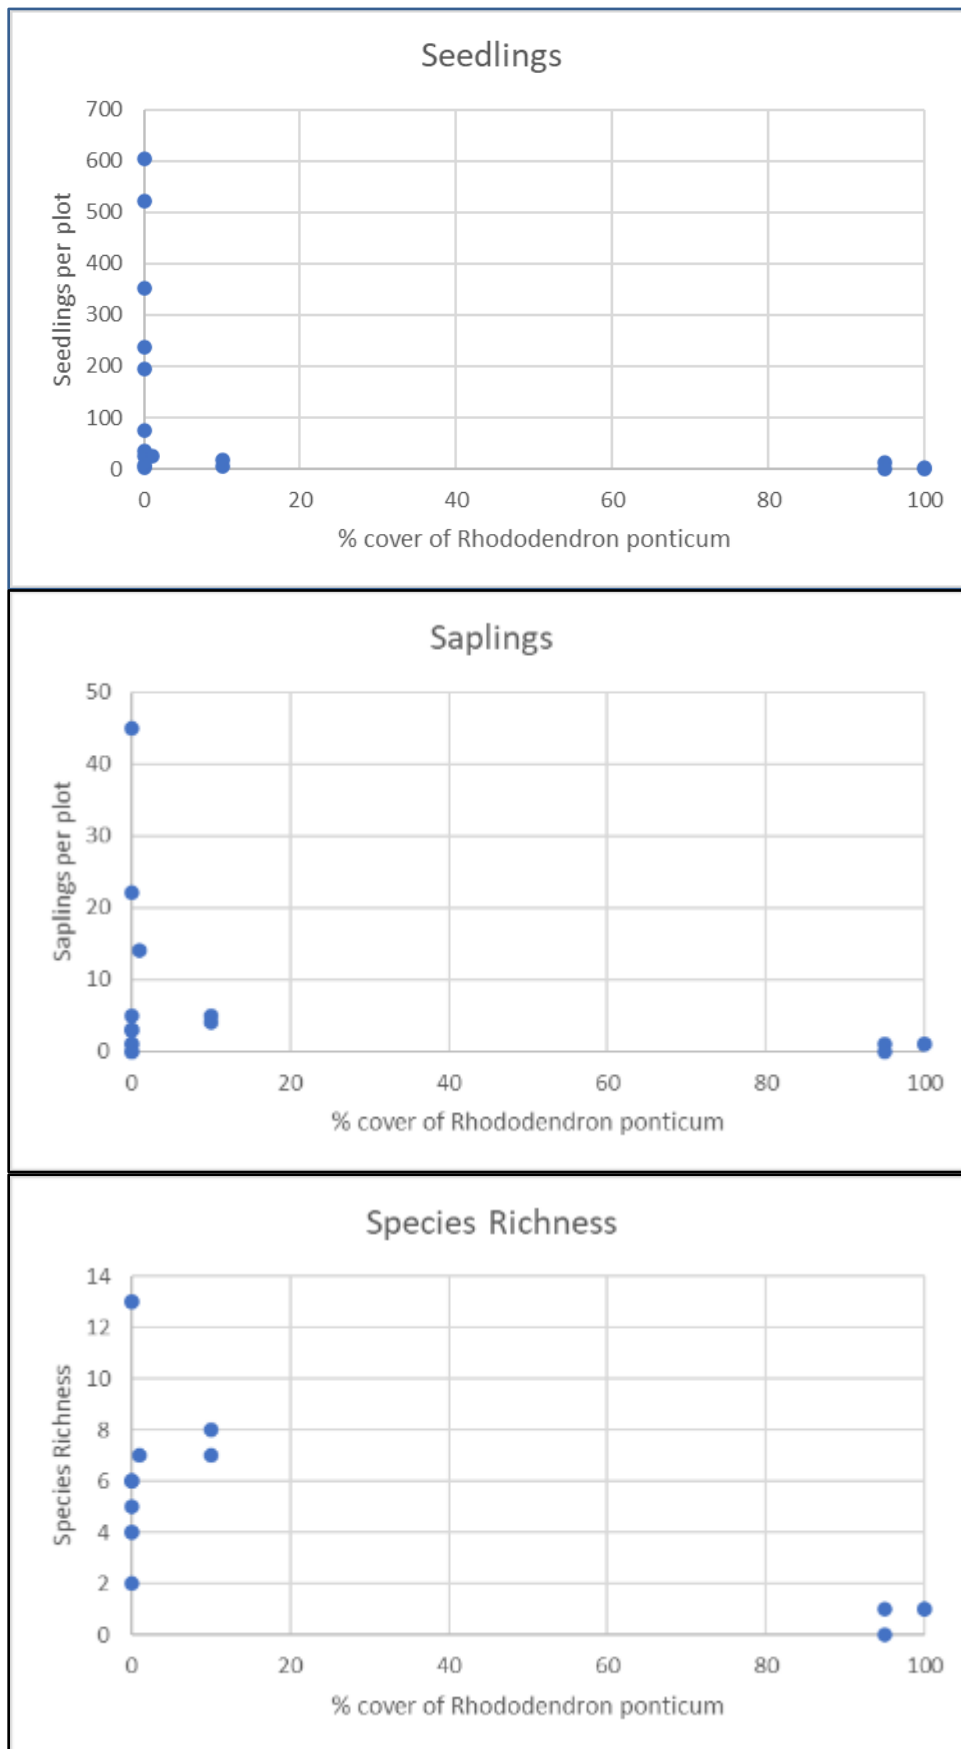 Seedlings
700
600
500
400
300
200
100
0
Seedlings per plot
0 20 40 60 80 100
% cover of Rhododendron ponticum
Saplings
50
40
30
20
10
0
Saplings per plot
0 20 40 60 80 100
% cover of Rhododendron ponticum
Species Richness
14
12
10
8
6
4
2
0
Species Richness
0 20 40 60 80 100
% cover of Rhododendron ponticum